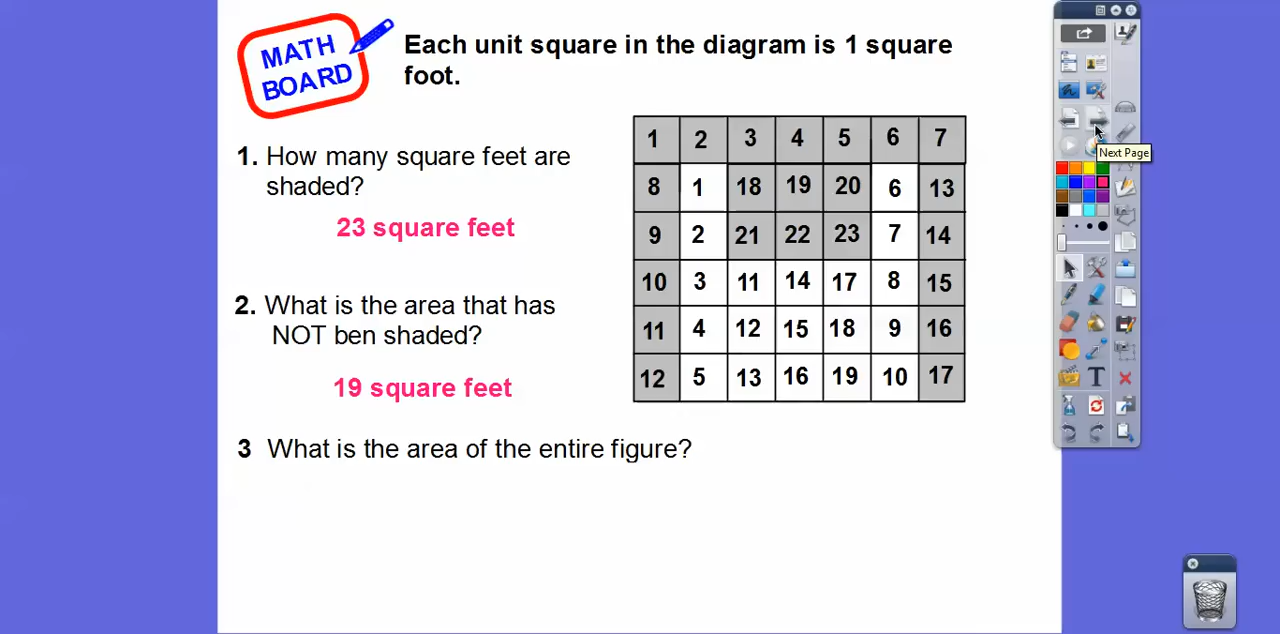 MATH
BOARD
Each unit square in the diagram is 1 square
foot.
1. How many square feet are
shaded?
23 square feet
2. What is the area that has
NOT ben shaded?
19 square feet
3 What is the area of the entire figure?
1 2 3 4 5 6 7
8 1 18 19 20 6 13
9 2 21 22 23 7 14
10 3 11 14 17 8 15
11 4 12 15 18 9 16
12 5 13 16 19 10 17
Next Page
T